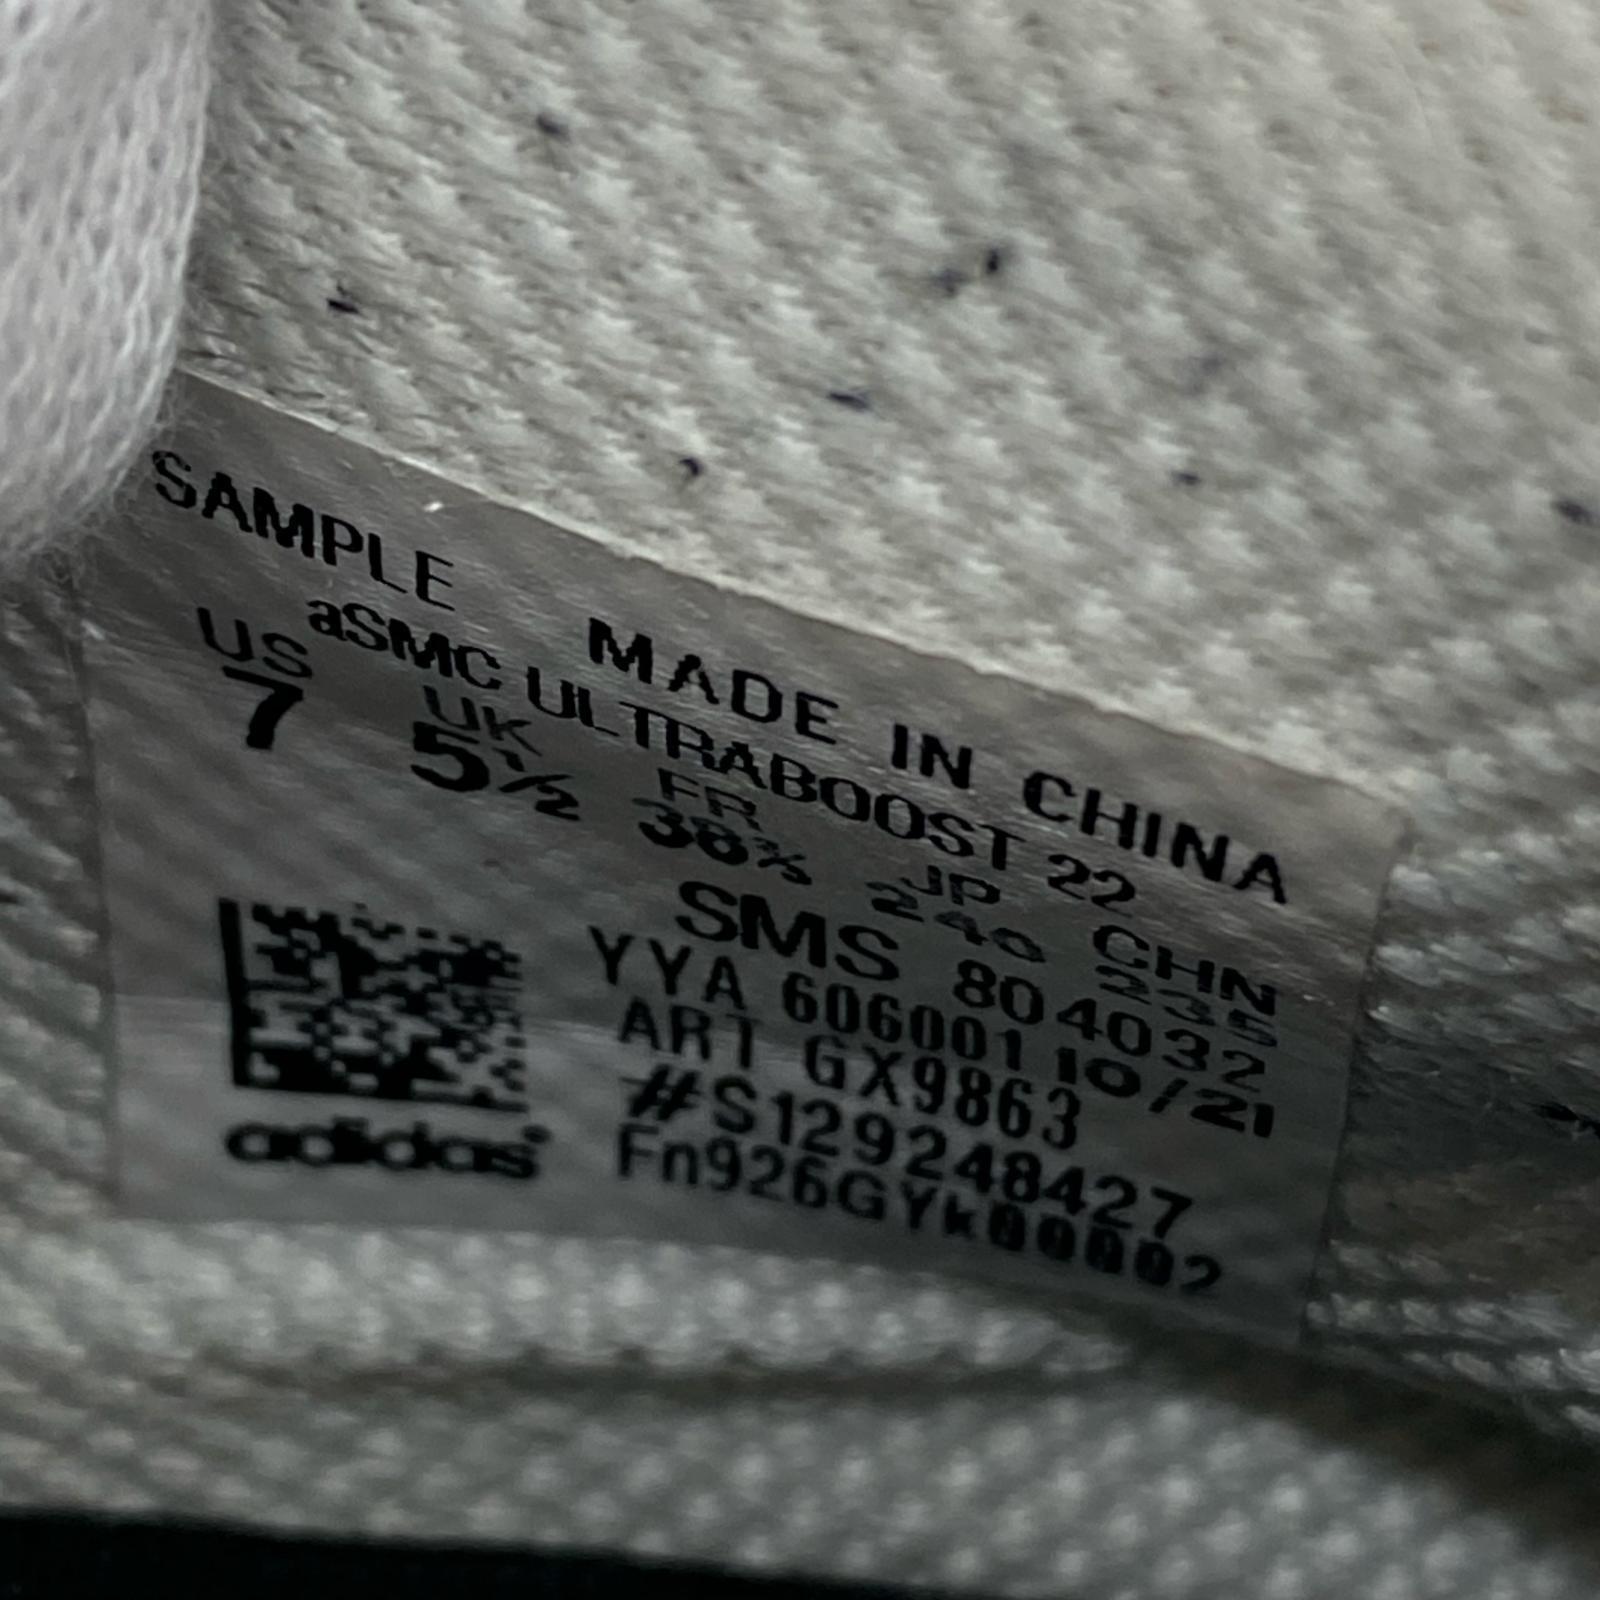 SAMPLE MADE IN CHINA
aSMC ULTRABOOST 22
US UK FR JP CHN
7 5½ 38⅔ 240 235
SMS 804032
YYA 606001 10/21
ART GX9863
#S129248427
Fn926GYk00002
adidas